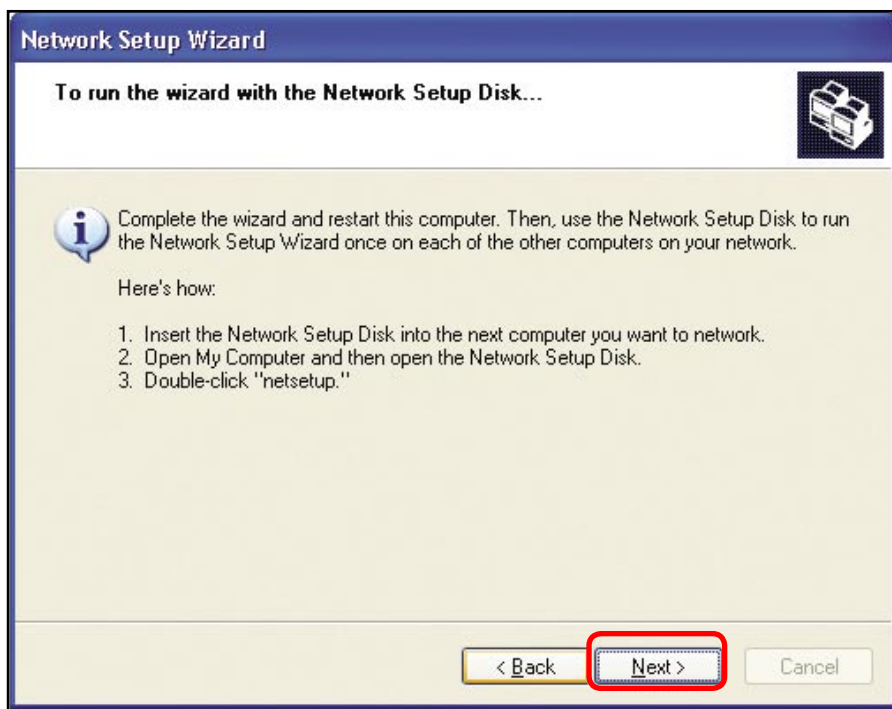 Network Setup Wizard
To run the wizard with the Network Setup Disk...
Complete the wizard and restart this computer. Then, use the Network Setup Disk to run
the Network Setup Wizard once on each of the other computers on your network.
Here's how:
1. Insert the Network Setup Disk into the next computer you want to network.
2. Open My Computer and then open the Network Setup Disk.
3. Double-click "netsetup."
< Back Next > Cancel